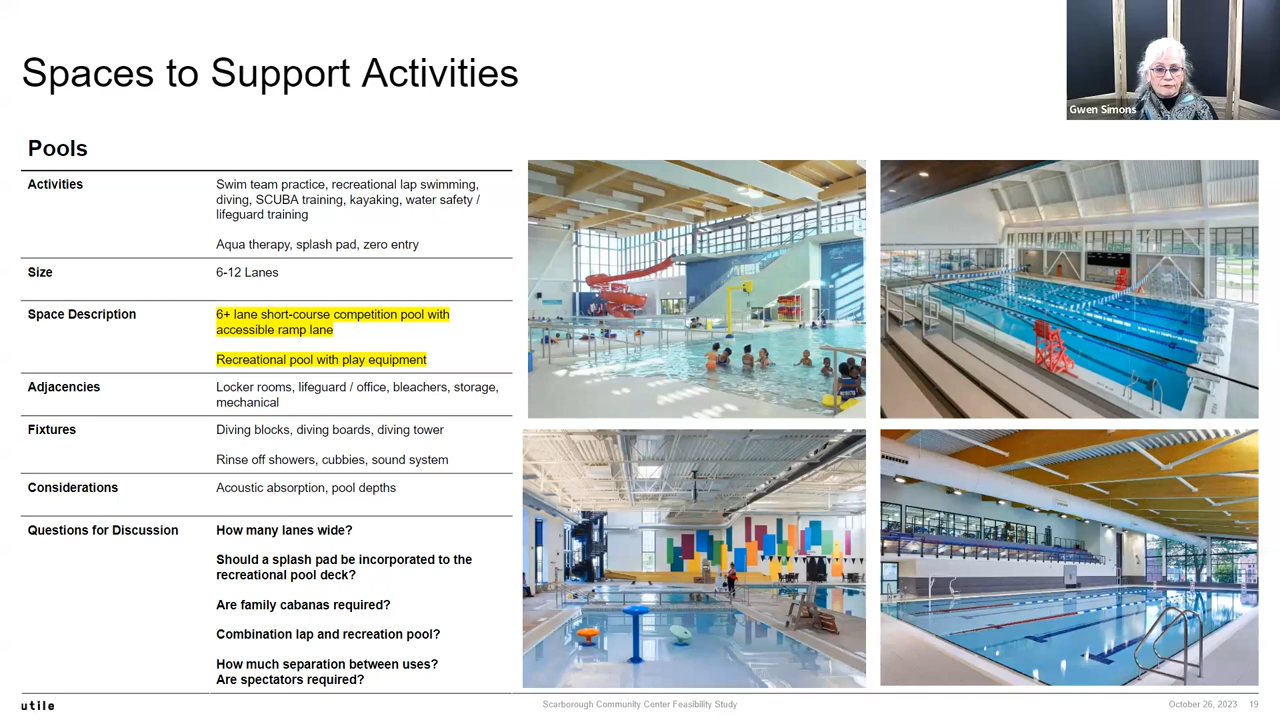 Spaces to Support Activities
Gwen Simons
Pools
Activities
Swim team practice, recreational lap swimming,
diving, SCUBA training, kayaking, water safety /
lifeguard training
Aqua therapy, splash pad, zero entry
Size
6-12 Lanes
Space Description
6+ lane short-course competition pool with
accessible ramp lane
Recreational pool with play equipment
Adjacencies
Locker rooms, lifeguard / office, bleachers, storage,
mechanical
Fixtures
Diving blocks, diving boards, diving tower
Rinse off showers, cubbies, sound system
Considerations
Acoustic absorption, pool depths
Questions for Discussion
How many lanes wide?
Should a splash pad be incorporated to the
recreational pool deck?
Are family cabanas required?
Combination lap and recreation pool?
How much separation between uses?
Are spectators required?
utile
Scarborough Community Center Feasibility Study
October 26, 2023
19